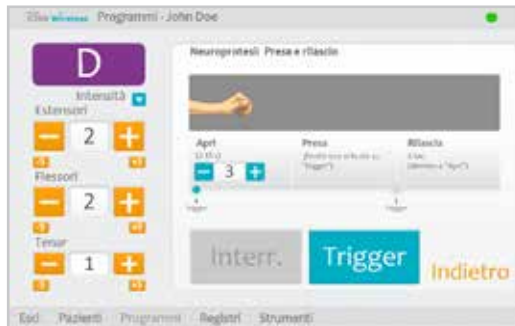 Programmi - John Doe
D
Intensità
Estensori
2
Flessori
2
Tenar
1
Neuroprotesi Presa e rilascio
Apri
3
Presa
Rilascia
Trigger
Trigger
Interr.
Trigger
Indietro
Esci Pazienti Programmi Registri Strumenti